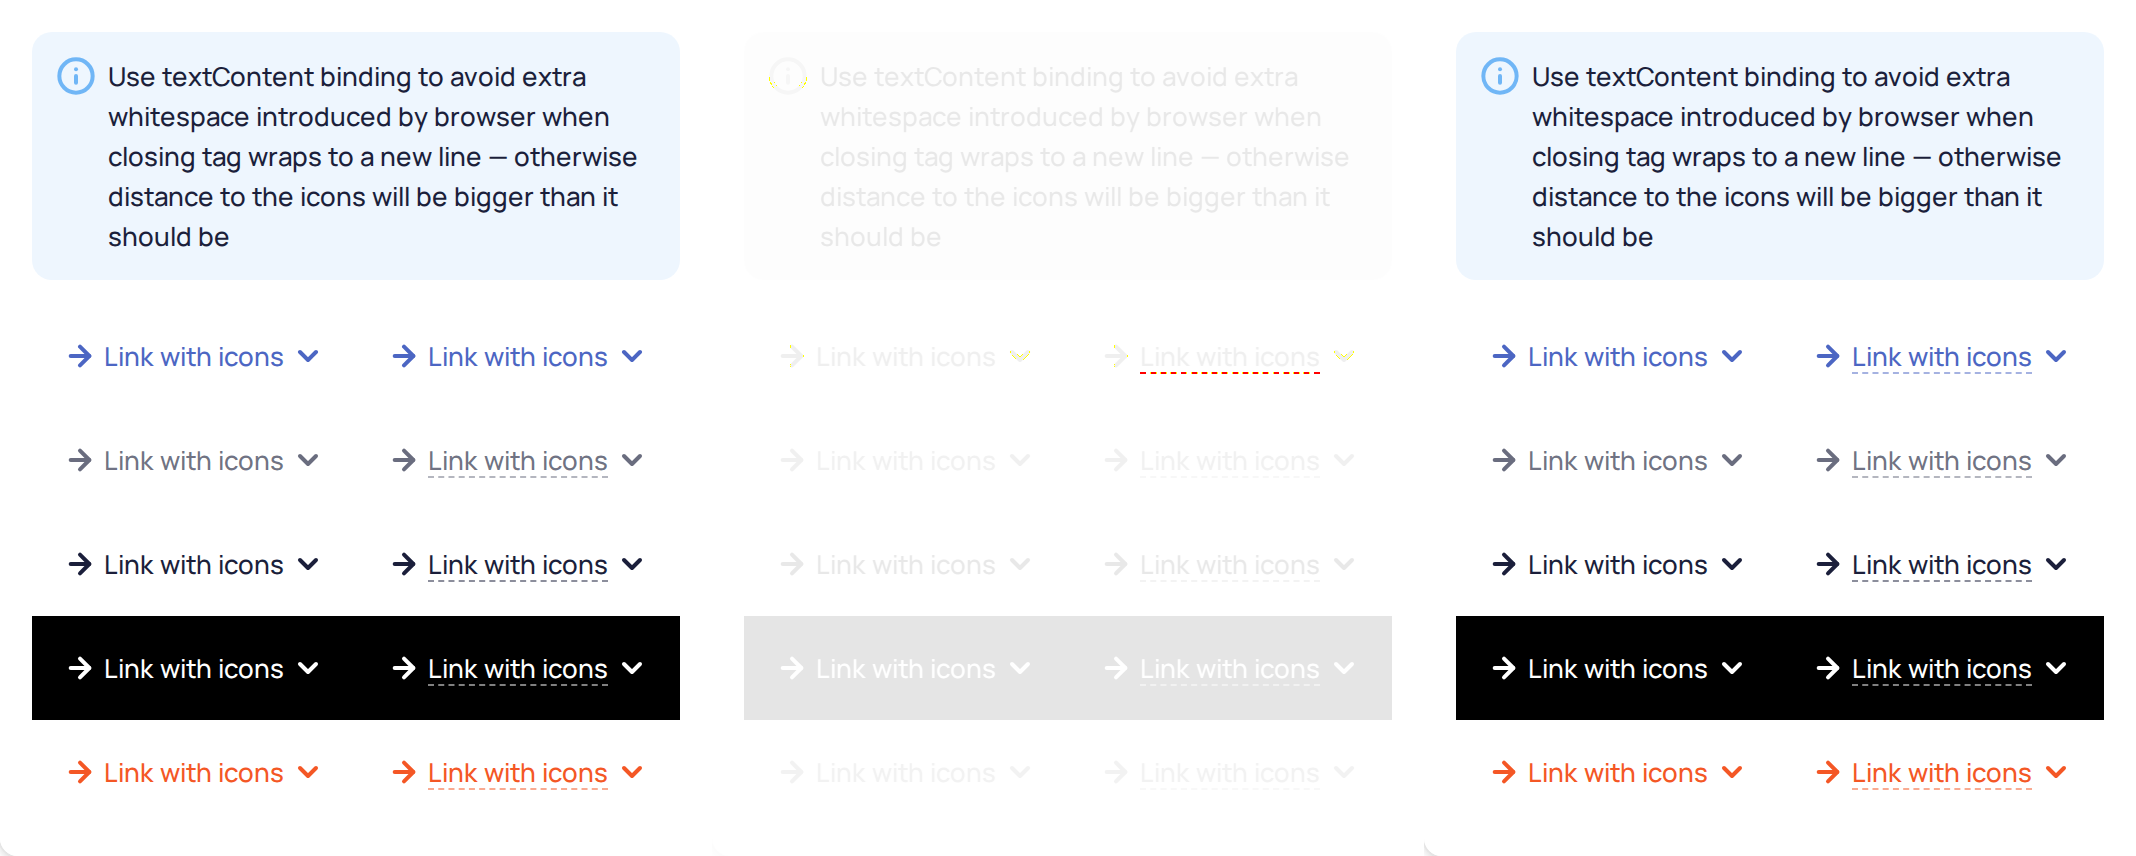 Use textContent binding to avoid extra
whitespace introduced by browser when
closing tag wraps to a new line — otherwise
distance to the icons will be bigger than it
should be
Link with icons Link with icons
Link with icons Link with icons
Link with icons Link with icons
Link with icons Link with icons
Link with icons Link with icons
Use textContent binding to avoid extra
whitespace introduced by browser when
closing tag wraps to a new line — otherwise
distance to the icons will be bigger than it
should be
Link with icons Link with icons
Link with icons Link with icons
Link with icons Link with icons
Link with icons Link with icons
Link with icons Link with icons
Use textContent binding to avoid extra
whitespace introduced by browser when
closing tag wraps to a new line — otherwise
distance to the icons will be bigger than it
should be
Link with icons Link with icons
Link with icons Link with icons
Link with icons Link with icons
Link with icons Link with icons
Link with icons Link with icons